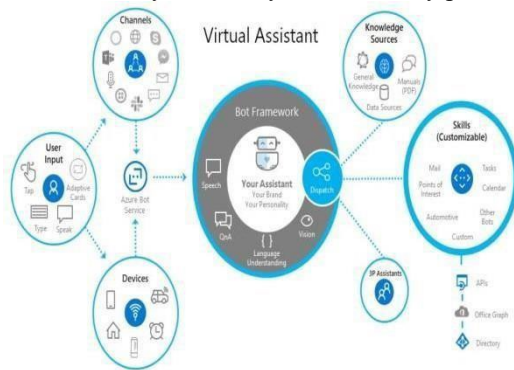 Virtual Assistant
Channels
User
Input
Tap
Adaptive
Cards
Type
Speak
Devices
Azure Bot
Service
Bot Framework
Your Assistant
Your Brand
Your Personality
Speech
QnA
{ }
Language
Understanding
Vision
Dispatch
Knowledge
Sources
General
Knowledge
Manuals
(PDF)
Data Sources
Skills
(Customizable)
Mail
Tasks
Points of
Interest
Calendar
Automotive
Other
Bots
Custom
3P Assistants
APIs
Office Graph
Directory